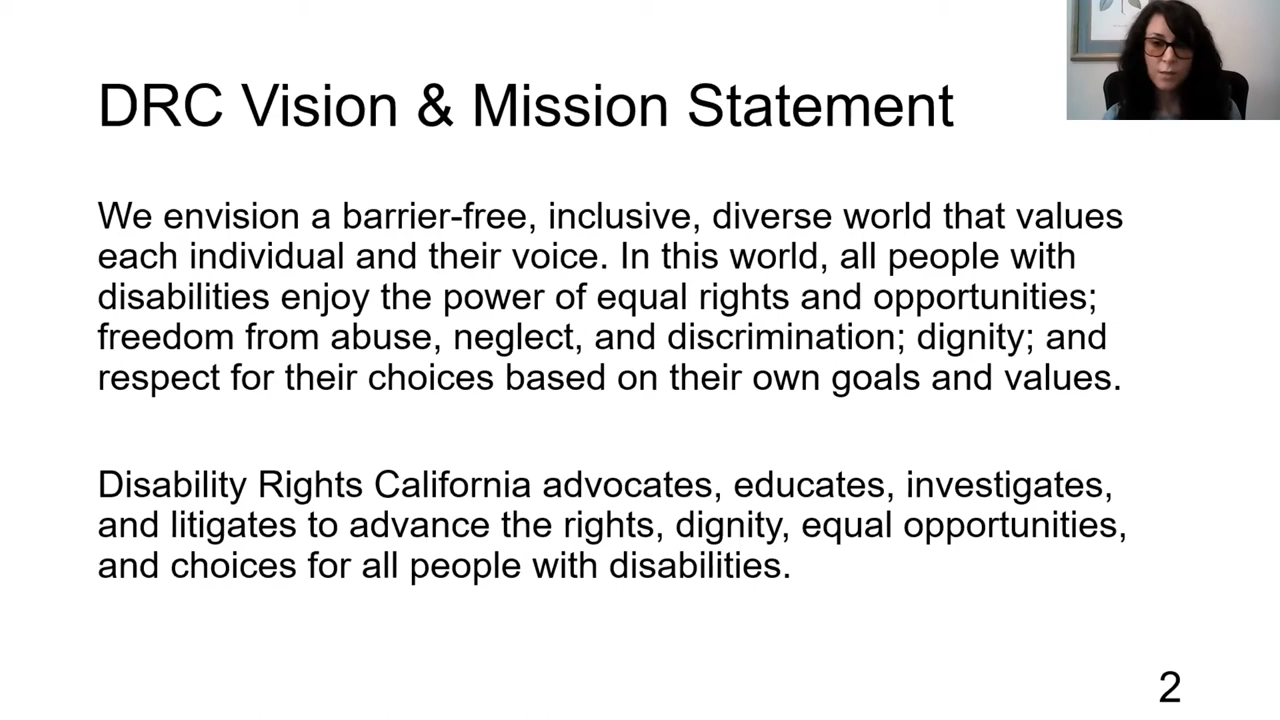 DRC Vision & Mission Statement
We envision a barrier-free, inclusive, diverse world that values
each individual and their voice. In this world, all people with
disabilities enjoy the power of equal rights and opportunities;
freedom from abuse, neglect, and discrimination; dignity; and
respect for their choices based on their own goals and values.
Disability Rights California advocates, educates, investigates,
and litigates to advance the rights, dignity, equal opportunities,
and choices for all people with disabilities.
2